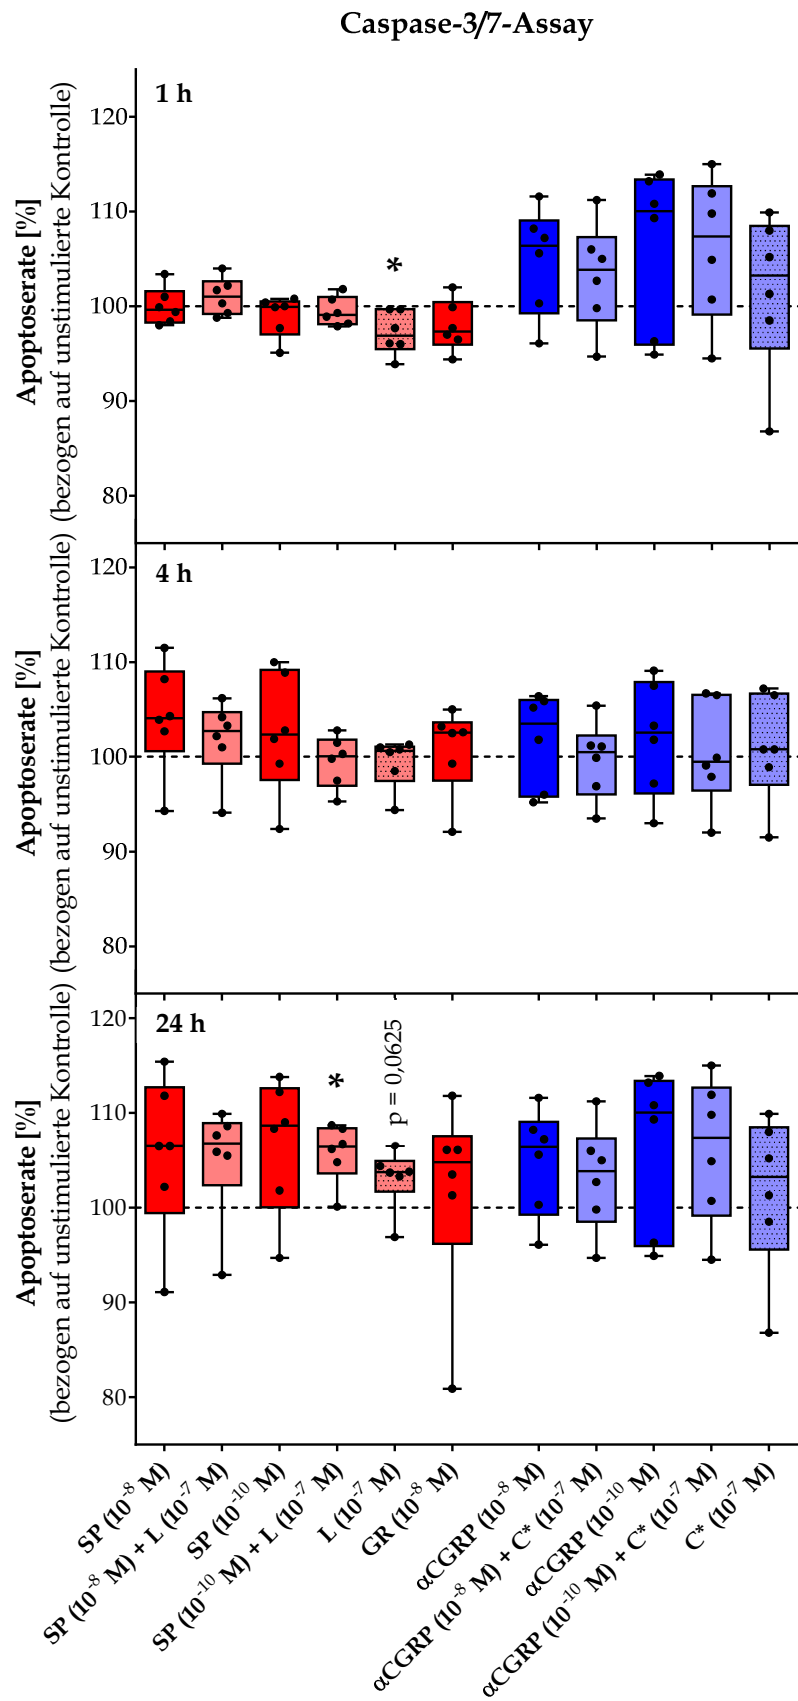 Caspase-3/7-Assay
1 h
Apoptoserate [%]
(bezogen auf unstimulierte Kontrolle)
120
110
100
90
80
*
4 h
Apoptoserate [%]
(bezogen auf unstimulierte Kontrolle)
120
110
100
90
80
24 h
Apoptoserate [%]
(bezogen auf unstimulierte Kontrolle)
120
110
100
90
80
*
p = 0,0625
SP (10⁻⁸ M)
SP (10⁻⁸ M) + L (10⁻⁷ M)
SP (10⁻¹⁰ M)
SP (10⁻¹⁰ M) + L (10⁻⁷ M)
L (10⁻⁷ M)
GR (10⁻⁸ M)
αCGRP (10⁻⁸ M)
αCGRP (10⁻⁸ M) + C* (10⁻⁷ M)
αCGRP (10⁻¹⁰ M)
αCGRP (10⁻¹⁰ M) + C* (10⁻⁷ M)
C* (10⁻⁷ M)